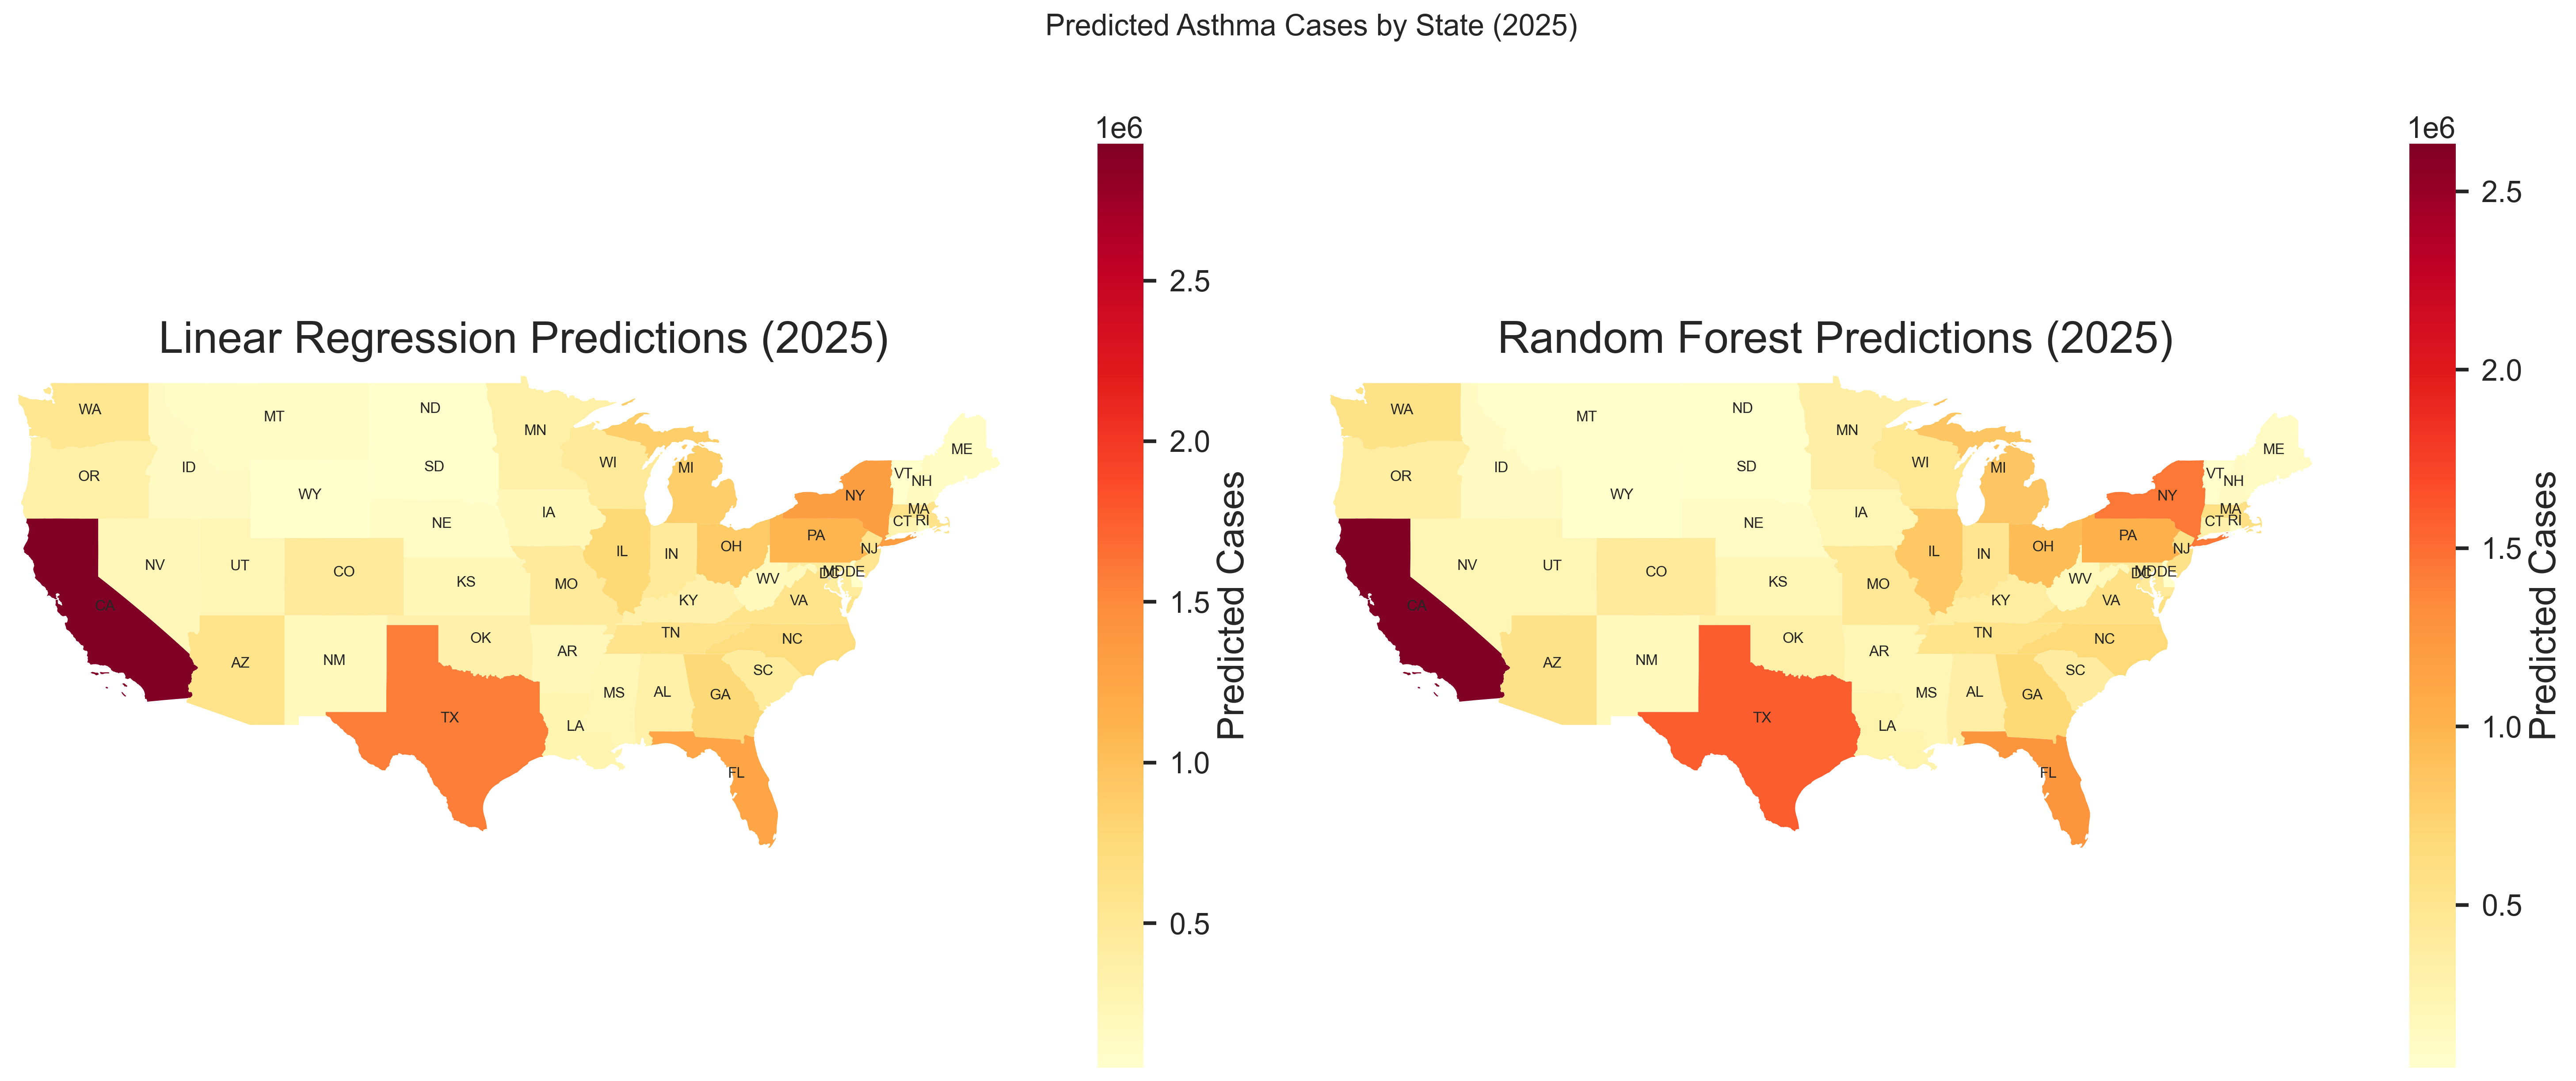 Predicted Asthma Cases by State (2025)
Linear Regression Predictions (2025)
WA
MT
ND
MN
OR
ID
SD
WI
MI
WY
NE
IA
NY
VT
NH
ME
MA
CT
RI
NV
UT
CO
KS
MO
IL
IN
OH
PA
NJ
WV
DC
MD
DE
KY
VA
CA
AZ
NM
OK
AR
TN
NC
SC
MS
AL
GA
TX
LA
FL
1e6
2.5
2.0
1.5
1.0
0.5
Predicted Cases
Random Forest Predictions (2025)
WA
MT
ND
MN
OR
ID
SD
WI
MI
WY
NE
IA
NY
VT
NH
ME
MA
CT
RI
NV
UT
CO
KS
MO
IL
IN
OH
PA
NJ
WV
DC
MD
DE
KY
VA
CA
AZ
NM
OK
AR
TN
NC
SC
MS
AL
GA
TX
LA
FL
1e6
2.5
2.0
1.5
1.0
0.5
Predicted Cases